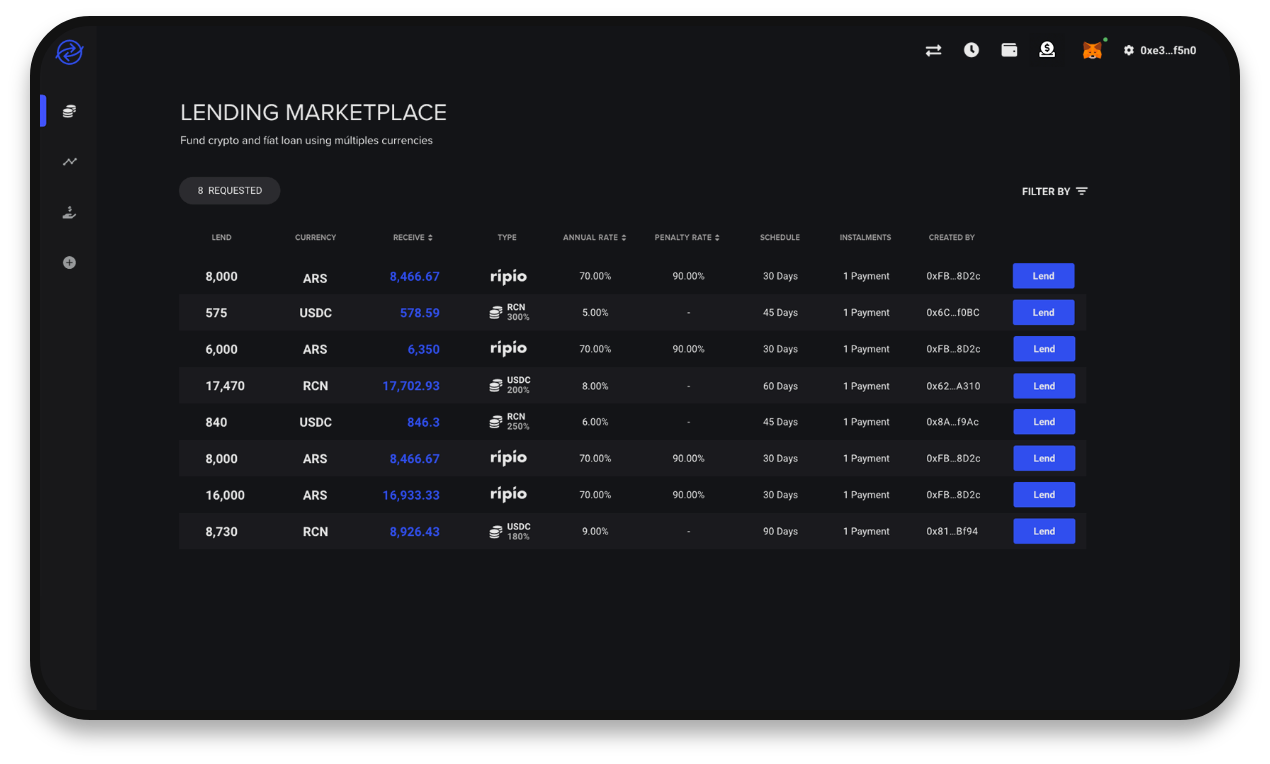 0xe3...f5n0
LENDING MARKETPLACE
Fund crypto and fíat loan using múltiples currencies
8 REQUESTED
FILTER BY
LEND CURRENCY RECEIVE TYPE ANNUAL RATE PENALTY RATE SCHEDULE INSTALMENTS CREATED BY
8,000 ARS 8,466.67 rípio 70.00% 90.00% 30 Days 1 Payment 0xFB...8D2c Lend
575 USDC 578.59 RCN 300% 5.00% - 45 Days 1 Payment 0x6C...f0BC Lend
6,000 ARS 6,350 rípio 70.00% 90.00% 30 Days 1 Payment 0xFB...8D2c Lend
17,470 RCN 17,702.93 USDC 200% 8.00% - 60 Days 1 Payment 0x62...A310 Lend
840 USDC 846.3 RCN 250% 6.00% - 45 Days 1 Payment 0x8A...f9Ac Lend
8,000 ARS 8,466.67 rípio 70.00% 90.00% 30 Days 1 Payment 0xFB...8D2c Lend
16,000 ARS 16,933.33 rípio 70.00% 90.00% 30 Days 1 Payment 0xFB...8D2c Lend
8,730 RCN 8,926.43 USDC 180% 9.00% - 90 Days 1 Payment 0x81...Bf94 Lend